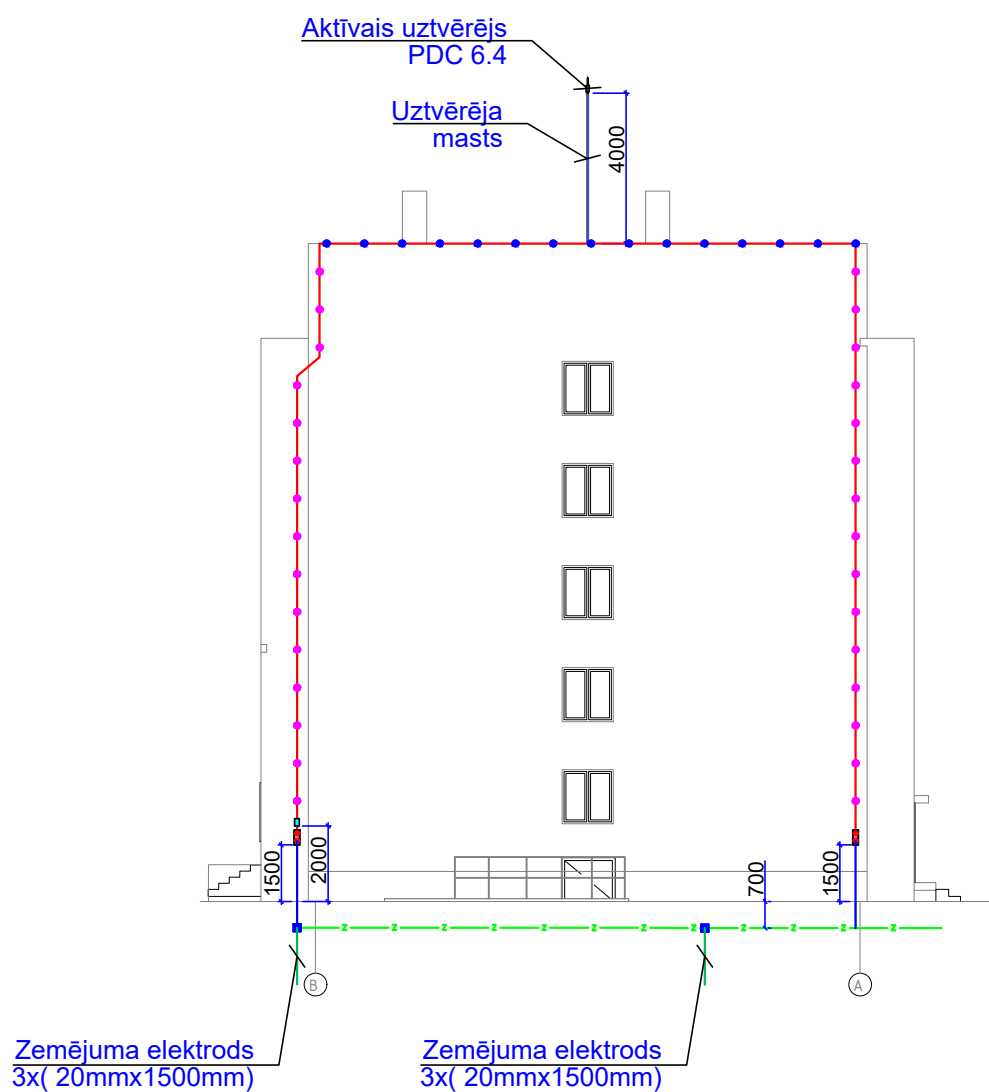 Aktīvais uztvērējs
PDC 6.4
Uztvērēja
masts
4000
1500
2000
700
1500
z z z z z z z z z z z
B
A
Zemējuma elektrods
3x( 20mmx1500mm)
Zemējuma elektrods
3x( 20mmx1500mm)